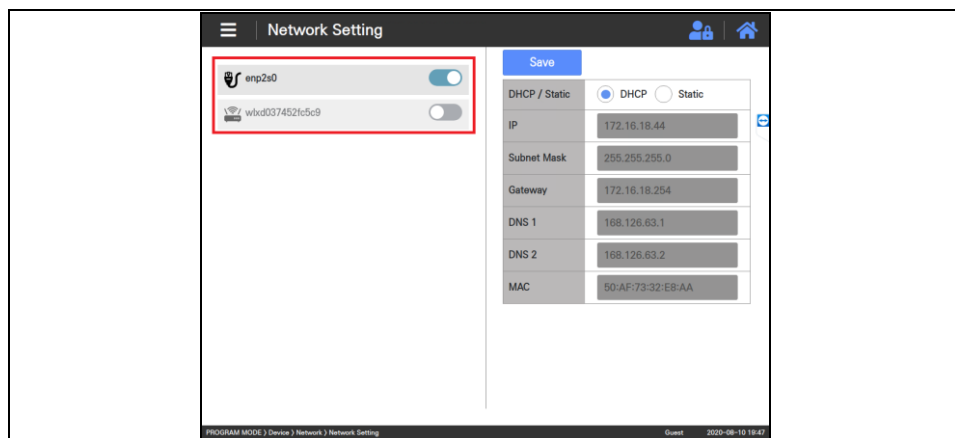 Network Setting
enp2s0
wlxd037452fc5c9
Save
DHCP / Static DHCP Static
IP 172.16.18.44
Subnet Mask 255.255.255.0
Gateway 172.16.18.254
DNS 1 168.126.63.1
DNS 2 168.126.63.2
MAC 50:AF:73:32:E8:AA
PROGRAM MODE > Device > Network > Network Setting Guest 2020-08-10 19:47